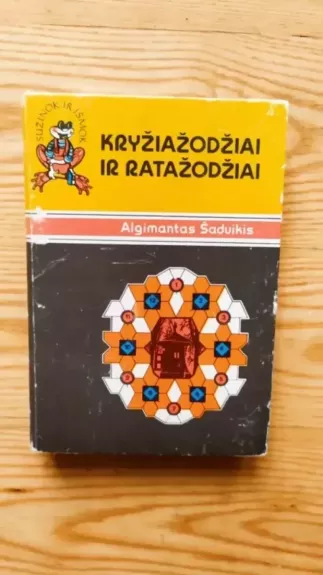 SUŽINOK IR IŠMOK
KRYŽIAŽODŽIAI
IR RATAŽODŽIAI
Algimantas Šaduikis